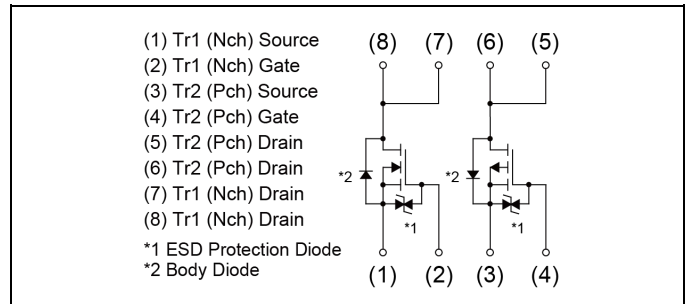 (1) Tr1 (Nch) Source
(2) Tr1 (Nch) Gate
(3) Tr2 (Pch) Source
(4) Tr2 (Pch) Gate
(5) Tr2 (Pch) Drain
(6) Tr2 (Pch) Drain
(7) Tr1 (Nch) Drain
(8) Tr1 (Nch) Drain
*1 ESD Protection Diode
*2 Body Diode
(8) (7) (6) (5)
*2 *2
*1 *1
(1) (2) (3) (4)